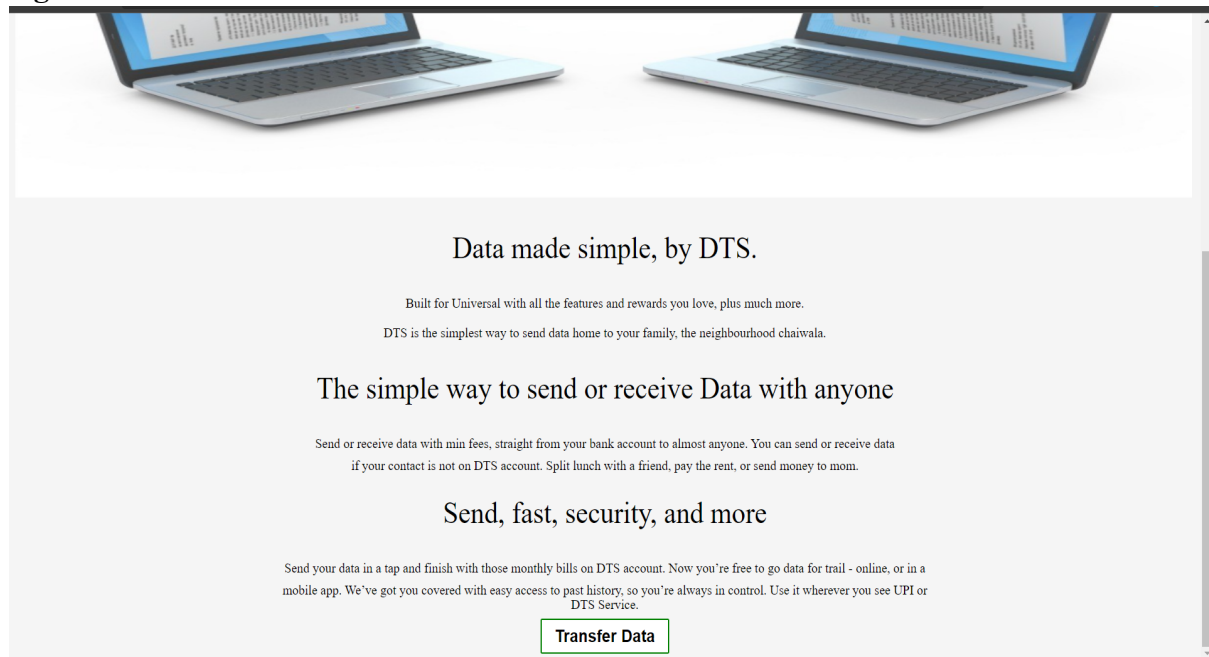 Data made simple, by DTS.
Built for Universal with all the features and rewards you love, plus much more.
DTS is the simplest way to send data home to your family, the neighbourhood chaiwala.
The simple way to send or receive Data with anyone
Send or receive data with min fees, straight from your bank account to almost anyone. You can send or receive data
if your contact is not on DTS account. Split lunch with a friend, pay the rent, or send money to mom.
Send, fast, security, and more
Send your data in a tap and finish with those monthly bills on DTS account. Now you’re free to go data for trail - online, or in a
mobile app. We’ve got you covered with easy access to past history, so you’re always in control. Use it wherever you see UPI or
DTS Service.
Transfer Data